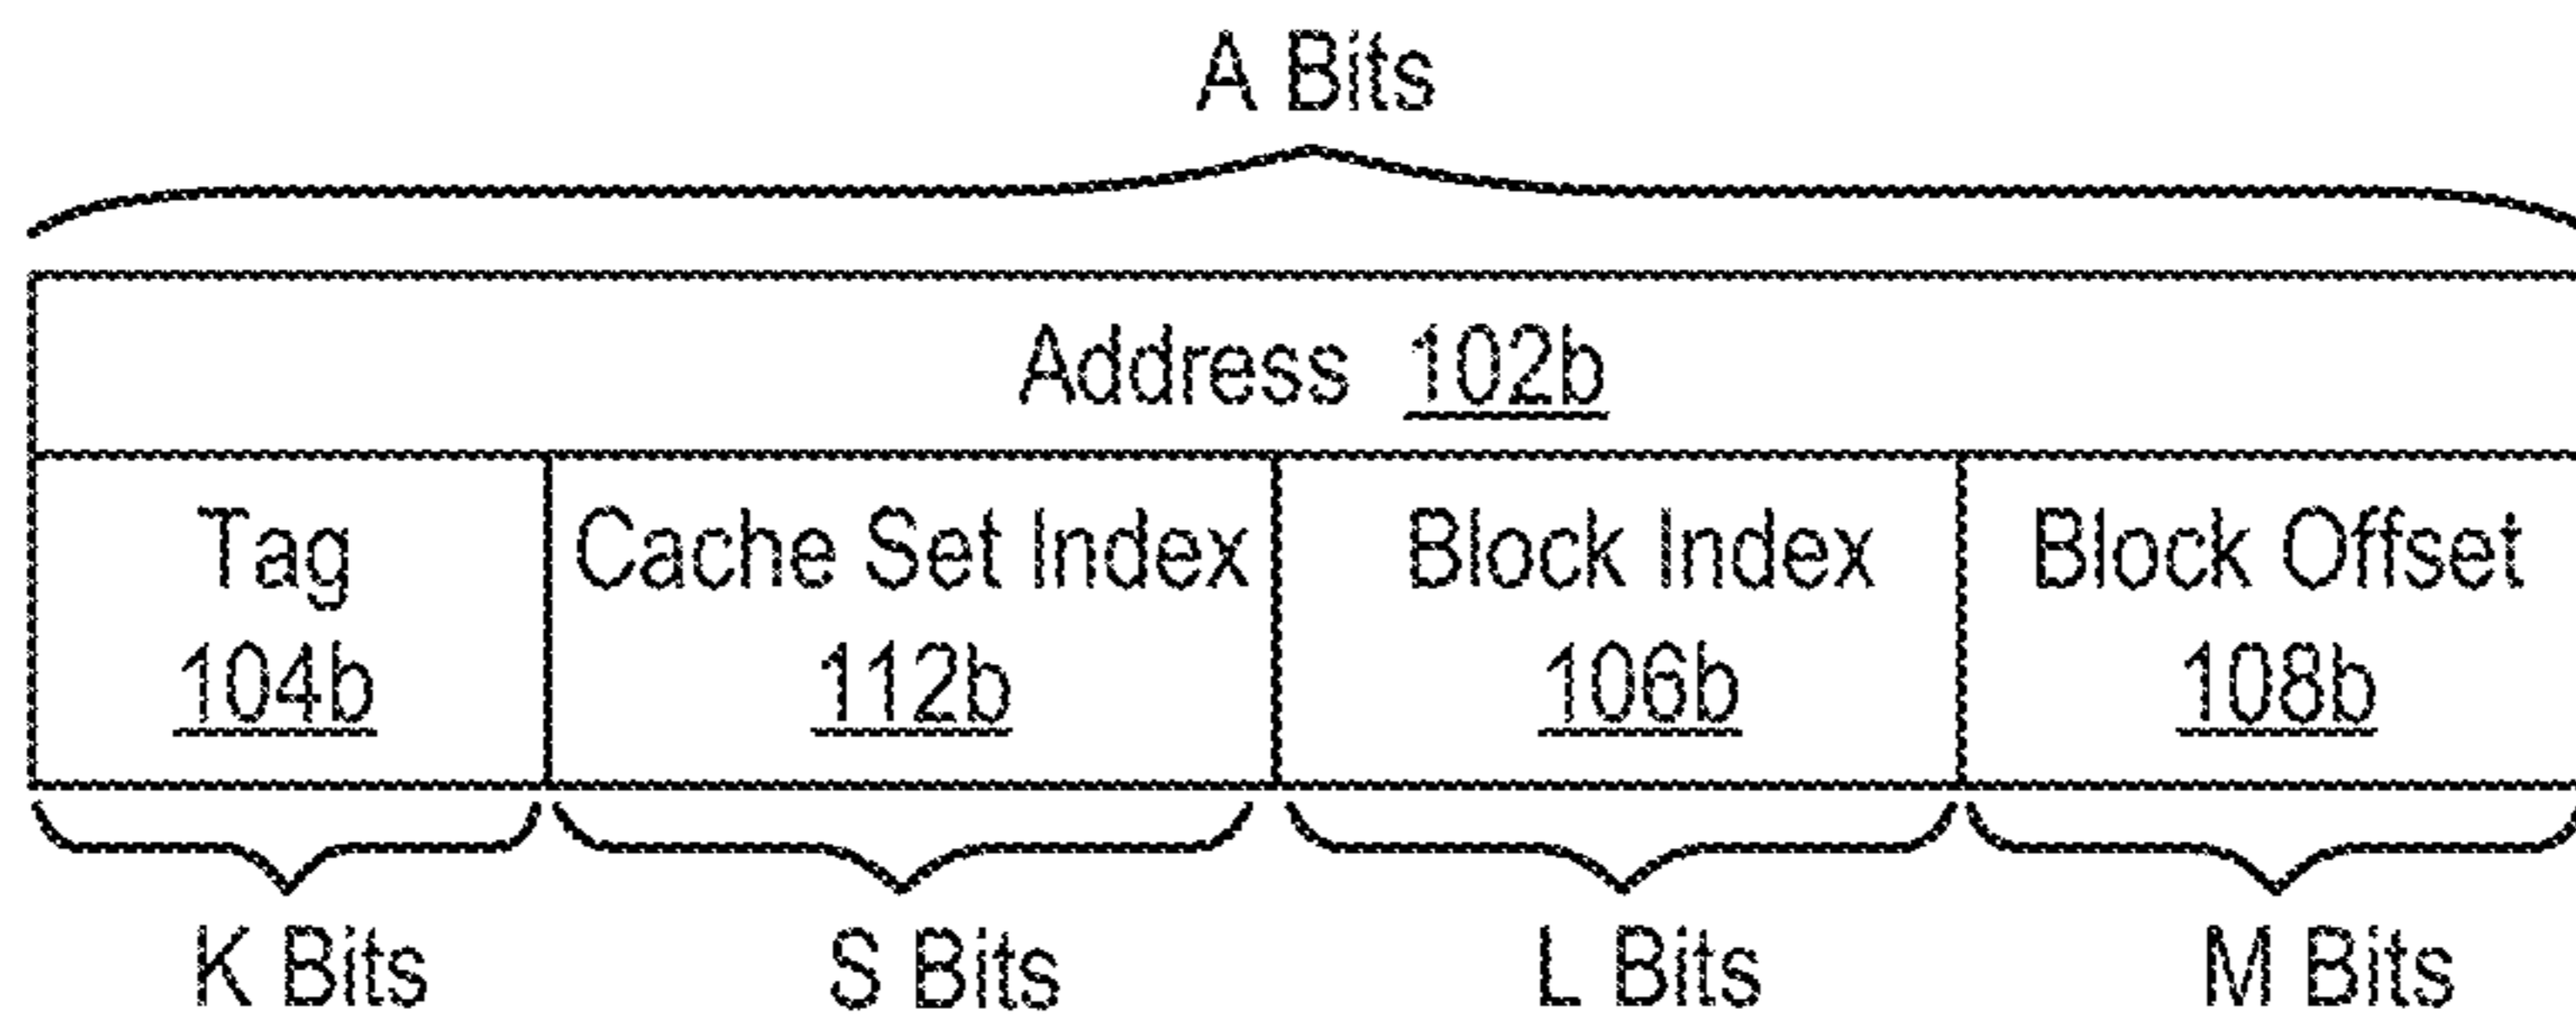 A Bits
Address 102b
Tag Cache Set Index Block Index Block Offset
104b 112b 106b 108b
K Bits S Bits L Bits M Bits